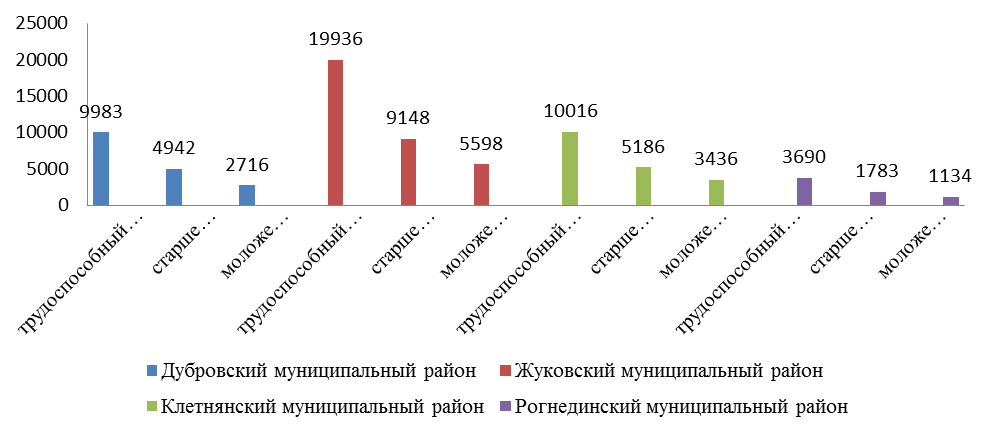 25000
20000
15000
10000
5000
0
9983
4942
2716
19936
9148
5598
10016
5186
3436
3690
1783
1134
трудоспособный…
старше…
моложе…
трудоспособный…
старше…
моложе…
трудоспособный…
старше…
моложе…
трудоспособный…
старше…
моложе…
Дубровский муниципальный район
Жуковский муниципальный район
Клетнянский муниципальный район
Рогнединский муниципальный район